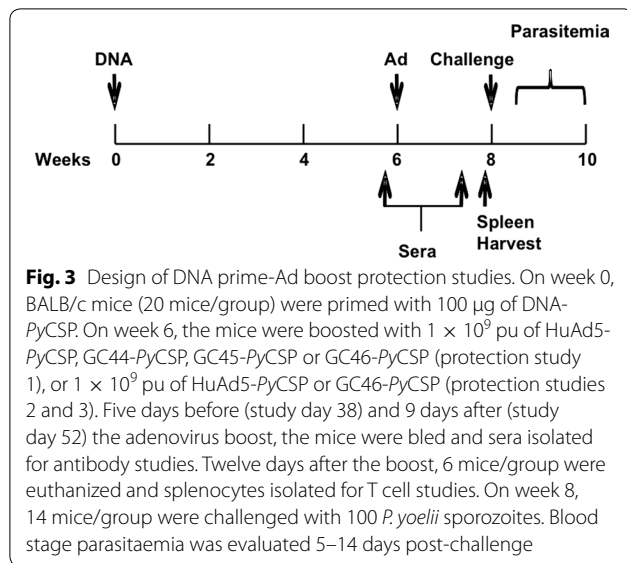 Parasitemia
DNA Ad Challenge
Weeks 0 2 4 6 8 10
Sera Spleen
Harvest
Fig. 3 Design of DNA prime-Ad boost protection studies. On week 0,
BALB/c mice (20 mice/group) were primed with 100 μg of DNA-
PyCSP. On week 6, the mice were boosted with 1 × 10⁹ pu of HuAd5-
PyCSP, GC44-PyCSP, GC45-PyCSP or GC46-PyCSP (protection study
1), or 1 × 10⁹ pu of HuAd5-PyCSP or GC46-PyCSP (protection studies
2 and 3). Five days before (study day 38) and 9 days after (study
day 52) the adenovirus boost, the mice were bled and sera isolated
for antibody studies. Twelve days after the boost, 6 mice/group were
euthanized and splenocytes isolated for T cell studies. On week 8,
14 mice/group were challenged with 100 P. yoelii sporozoites. Blood
stage parasitaemia was evaluated 5–14 days post-challenge